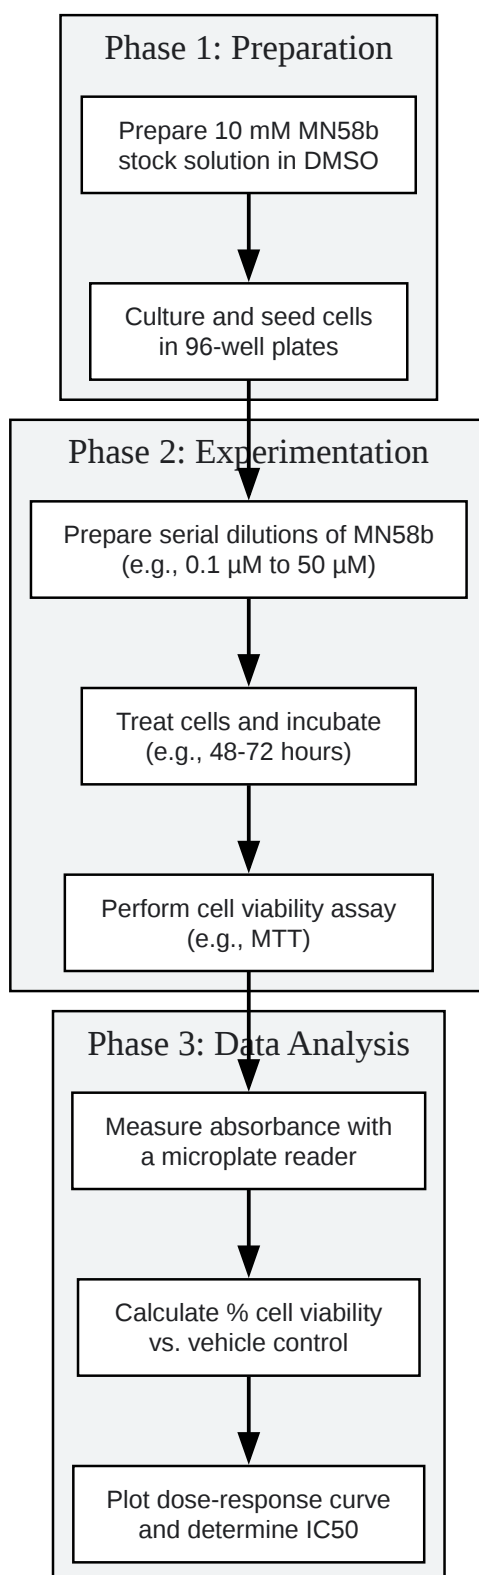 Phase 1: Preparation
Prepare 10 mM MN58b
stock solution in DMSO
Culture and seed cells
in 96-well plates
Phase 2: Experimentation
Prepare serial dilutions of MN58b
(e.g., 0.1 µM to 50 µM)
Treat cells and incubate
(e.g., 48-72 hours)
Perform cell viability assay
(e.g., MTT)
Phase 3: Data Analysis
Measure absorbance with
a microplate reader
Calculate % cell viability
vs. vehicle control
Plot dose-response curve
and determine IC50